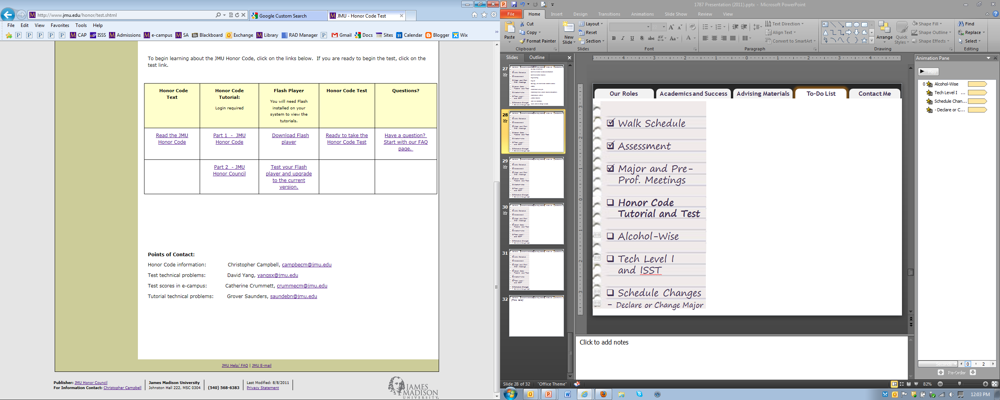 http://www.jmu.edu/honor/test.shtml
Google Custom Search
JMU - Honor Code Test
File Edit View Favorites Tools Help
CAP ISSS Admissions e-campus SA Blackboard Exchange Library RAD Manager Gmail Docs Sites Calendar Blogger Wix
To begin learning about the JMU Honor Code, click on the links below. If you are ready to begin the test, click on the
test link.
Honor Code
Text
Honor Code
Tutorial:
Login required
Flash Player
You will need Flash
installed on your
system to view the
tutorials.
Honor Code Test
Questions?
Read the JMU
Honor Code
Part 1 - JMU
Honor Code
Download Flash
player
Ready to take the
Honor Code Test
Have a question?
Start with our FAQ
page.
Part 2 - JMU
Honor Council
Test your Flash
player and upgrade
to the current
version.
Points of Contact:
Honor Code information: Christopher Campbell, campbecm@jmu.edu
Test technical problems: David Yang, yangsx@jmu.edu
Test scores in e-campus: Catherine Crummett, crummecm@jmu.edu
Tutorial technical problems: Grover Saunders, saundebn@jmu.edu
JMU Help/ FAQ | JMU E-mail
Publisher: JMU Honor Council
For Information Contact: Christopher Campbell
James Madison University
Johnston Hall 222, MSC 0304
(540) 568-6383
Last Modified: 8/8/2011
Privacy Statement
JAMES
MADISON
UNIVERSITY.
1787 Presentation (2011).pptx - Microsoft PowerPoint
File Home Insert Design Transitions Animations Slide Show Review View
Paste
Cut
Copy
Format Painter
Clipboard
New
Slide
Layout
Reset
Section
Slides
Font
Text Direction
Align Text
Convert to SmartArt
Paragraph
Arrange
Quick
Styles
Shape Fill
Shape Outline
Shape Effects
Drawing
Find
Replace
Select
Editing
Slides Outline
27
28
29
30
31
32
[Title Here]
Our Roles
Academics and Success
Advising Materials
To-Do List
Contact Me
Walk Schedule
Assessment
Major and Pre-
Prof. Meetings
Honor Code
Tutorial and Test
Alcohol-Wise
Tech Level I
and ISST
Schedule Changes
- Declare or Change Major
Click to add notes
Animation Pane
Play
0 Alcohol-Wise
Tech Level I ...
Schedule Chan...
- Declare or C...
Seconds 0 2
Re-Order
Slide 28 of 32 "Office Theme"
82%
12:03 PM